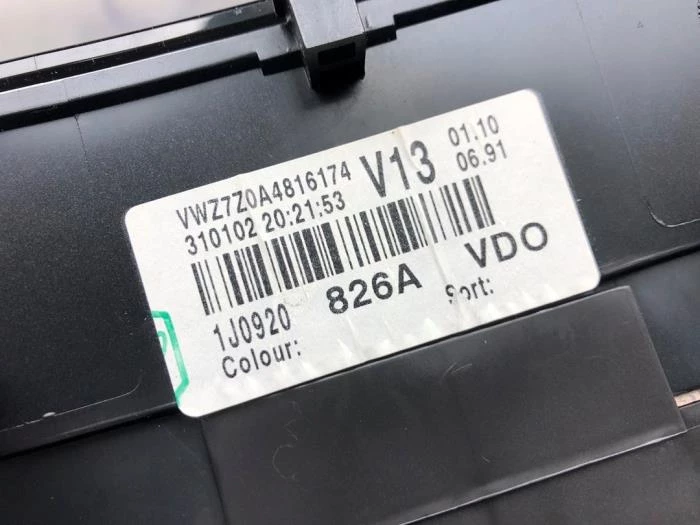 VWZ7Z0A4816174 V13 01.10
310102 20:21:53 06.91
1J0920 826A VDO
Colour: Sort: